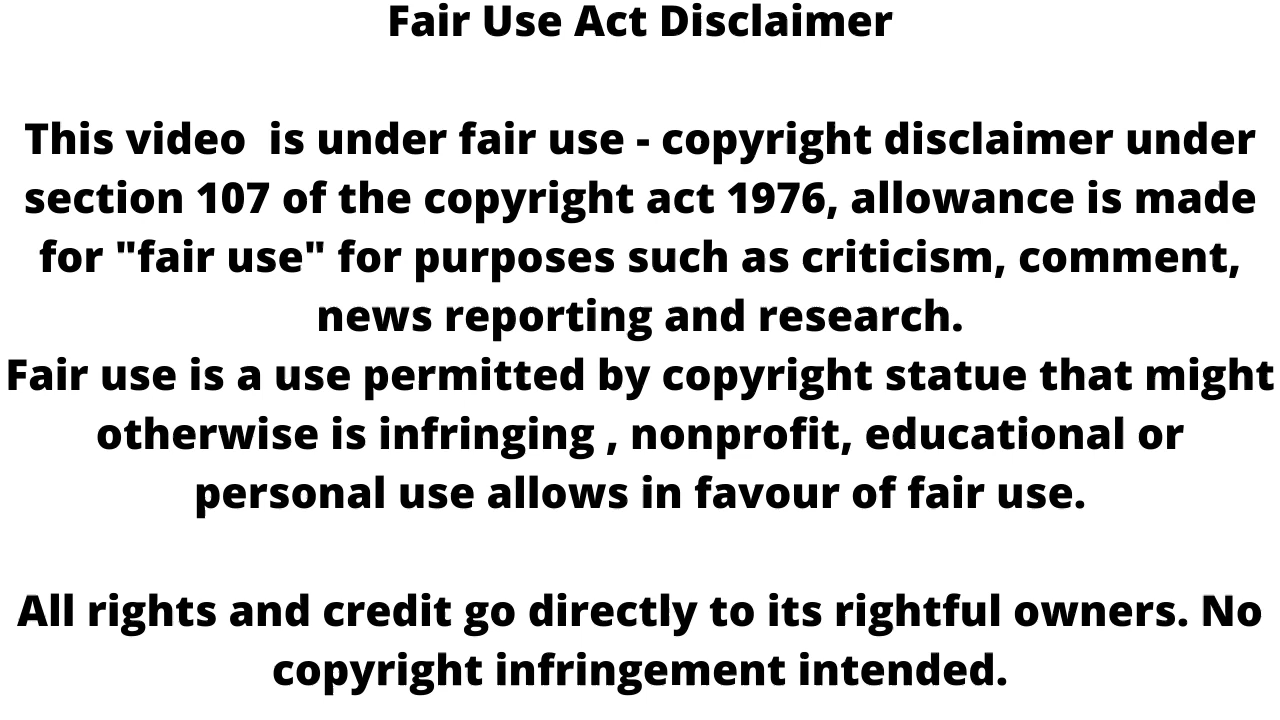 Fair Use Act Disclaimer
This video  is under fair use - copyright disclaimer under
section 107 of the copyright act 1976, allowance is made
for "fair use" for purposes such as criticism, comment,
news reporting and research.
Fair use is a use permitted by copyright statue that might
otherwise is infringing , nonprofit, educational or
personal use allows in favour of fair use.
All rights and credit go directly to its rightful owners. No
copyright infringement intended.